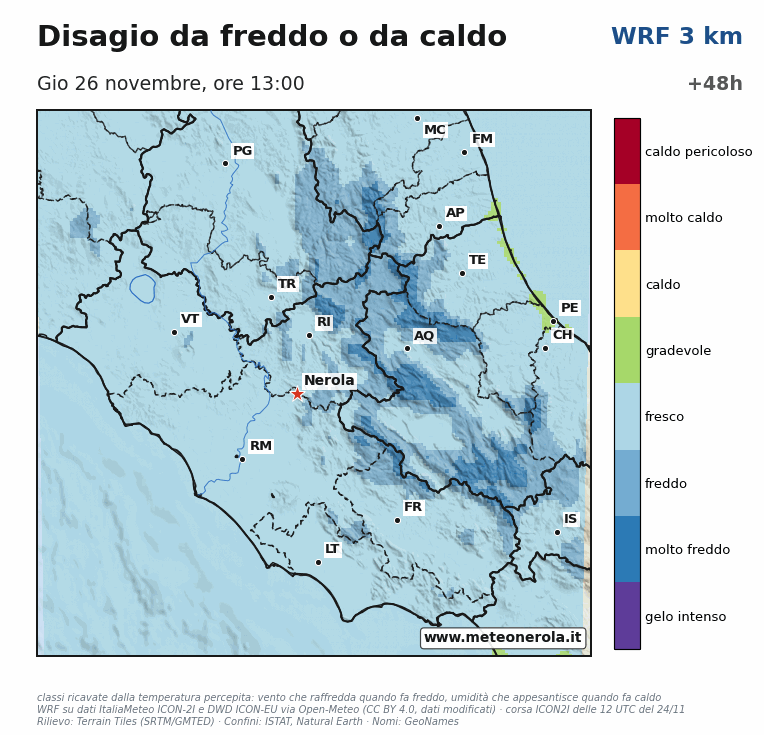 Disagio da freddo o da caldo
WRF 3 km
Gio 26 novembre, ore 13:00
+48h
MC
FM
PG
AP
TE
TR
PE
VT
RI
AQ
CH
Nerola
RM
FR
IS
LT
www.meteonerola.it
caldo pericoloso
molto caldo
caldo
gradevole
fresco
freddo
molto freddo
gelo intenso
classi ricavate dalla temperatura percepita: vento che raffredda quando fa freddo, umidità che appesantisce quando fa caldo
WRF su dati ItaliaMeteo ICON-2I e DWD ICON-EU via Open-Meteo (CC BY 4.0, dati modificati) · corsa ICON2I delle 12 UTC del 24/11
Rilievo: Terrain Tiles (SRTM/GMTED) · Confini: ISTAT, Natural Earth · Nomi: GeoNames